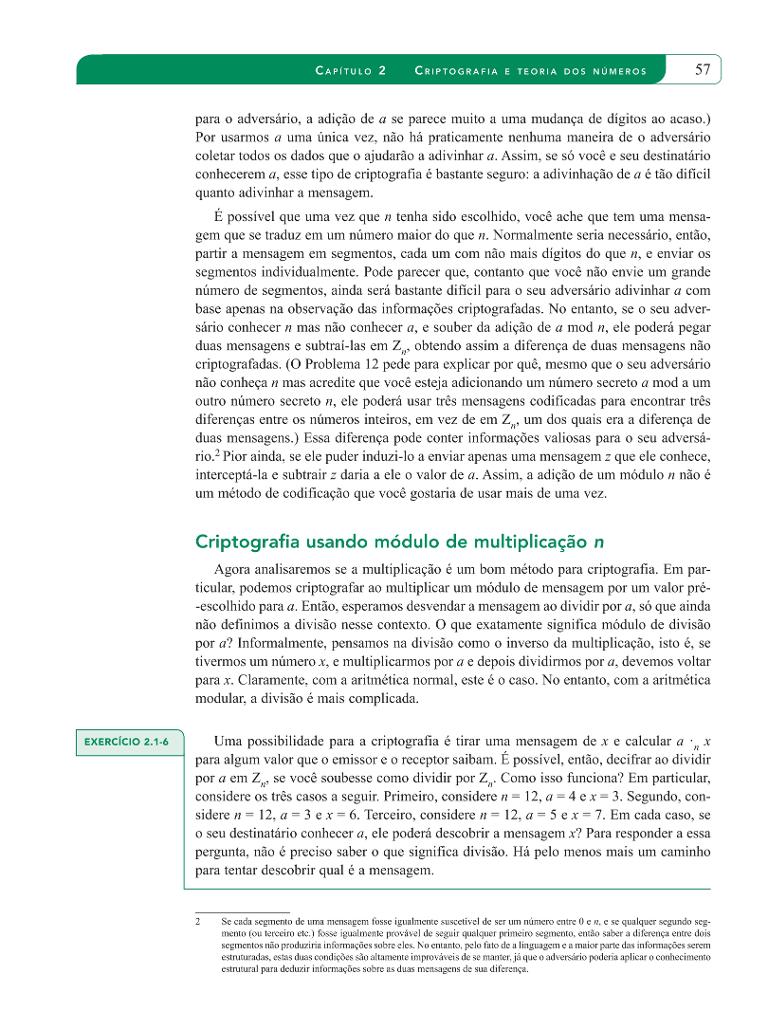 CAPÍTULO 2 CRIPTOGRAFIA E TEORIA DOS NÚMEROS 57
para o adversário, a adição de a se parece muito a uma mudança de dígitos ao acaso.)
Por usarmos a uma única vez, não há praticamente nenhuma maneira de o adversário
coletar todos os dados que o ajudarão a adivinhar a. Assim, se só você e seu destinatário
conhecerem a, esse tipo de criptografia é bastante seguro: a adivinhação de a é tão difícil
quanto adivinhar a mensagem.
É possível que uma vez que n tenha sido escolhido, você ache que tem uma mensa-
gem que se traduz em um número maior do que n. Normalmente seria necessário, então,
partir a mensagem em segmentos, cada um com não mais dígitos do que n, e enviar os
segmentos individualmente. Pode parecer que, contanto que você não envie um grande
número de segmentos, ainda será bastante difícil para o seu adversário adivinhar a com
base apenas na observação das informações criptografadas. No entanto, se o seu adver-
sário conhecer n mas não conhecer a, e souber da adição de a mod n, ele poderá pegar
duas mensagens e subtraí-las em Zn, obtendo assim a diferença de duas mensagens não
criptografadas. (O Problema 12 pede para explicar por quê, mesmo que o seu adversário
não conheça n mas acredite que você esteja adicionando um número secreto a mod a um
outro número secreto n, ele poderá usar três mensagens codificadas para encontrar três
diferenças entre os números inteiros, em vez de em Zn, um dos quais era a diferença de
duas mensagens.) Essa diferença pode conter informações valiosas para o seu adversá-
rio.2 Pior ainda, se ele puder induzi-lo a enviar apenas uma mensagem z que ele conhece,
interceptá-la e subtrair z daria a ele o valor de a. Assim, a adição de um módulo n não é
um método de codificação que você gostaria de usar mais de uma vez.
Criptografia usando módulo de multiplicação n
Agora analisaremos se a multiplicação é um bom método para criptografia. Em par-
ticular, podemos criptografar ao multiplicar um módulo de mensagem por um valor pré-
-escolhido para a. Então, esperamos desvendar a mensagem ao dividir por a, só que ainda
não definimos a divisão nesse contexto. O que exatamente significa módulo de divisão
por a? Informalmente, pensamos na divisão como o inverso da multiplicação, isto é, se
tivermos um número x, e multiplicarmos por a e depois dividirmos por a, devemos voltar
para x. Claramente, com a aritmética normal, este é o caso. No entanto, com a aritmética
modular, a divisão é mais complicada.
EXERCÍCIO 2.1-6
Uma possibilidade para a criptografia é tirar uma mensagem de x e calcular a ·n x
para algum valor que o emissor e o receptor saibam. É possível, então, decifrar ao dividir
por a em Zn, se você soubesse como dividir por Zn. Como isso funciona? Em particular,
considere os três casos a seguir. Primeiro, considere n = 12, a = 4 e x = 3. Segundo, con-
sidere n = 12, a = 3 e x = 6. Terceiro, considere n = 12, a = 5 e x = 7. Em cada caso, se
o seu destinatário conhecer a, ele poderá descobrir a mensagem x? Para responder a essa
pergunta, não é preciso saber o que significa divisão. Há pelo menos mais um caminho
para tentar descobrir qual é a mensagem.
2 Se cada segmento de uma mensagem fosse igualmente suscetível de ser um número entre 0 e n, e se qualquer segundo seg-
mento (ou terceiro etc.) fosse igualmente provável de seguir qualquer primeiro segmento, então saber a diferença entre dois
segmentos não produziria informações sobre eles. No entanto, pelo fato de a linguagem e a maior parte das informações serem
estruturadas, estas duas condições são altamente improváveis de se manter, já que o adversário poderia aplicar o conhecimento
estrutural para deduzir informações sobre as duas mensagens de sua diferença.